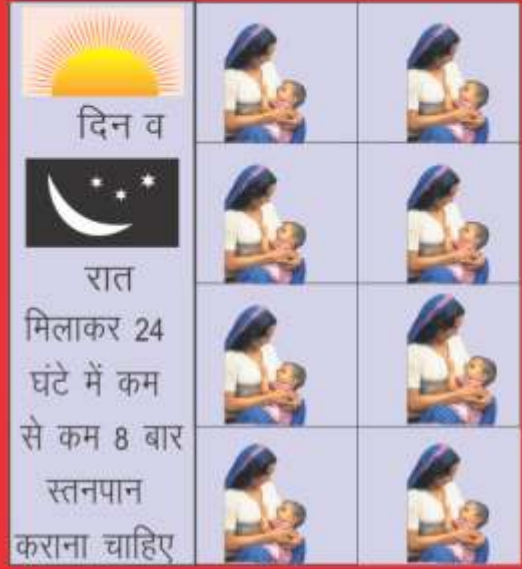 दिन व
रात
मिलाकर 24
घंटे में कम
से कम 8 बार
स्तनपान
कराना चाहिए